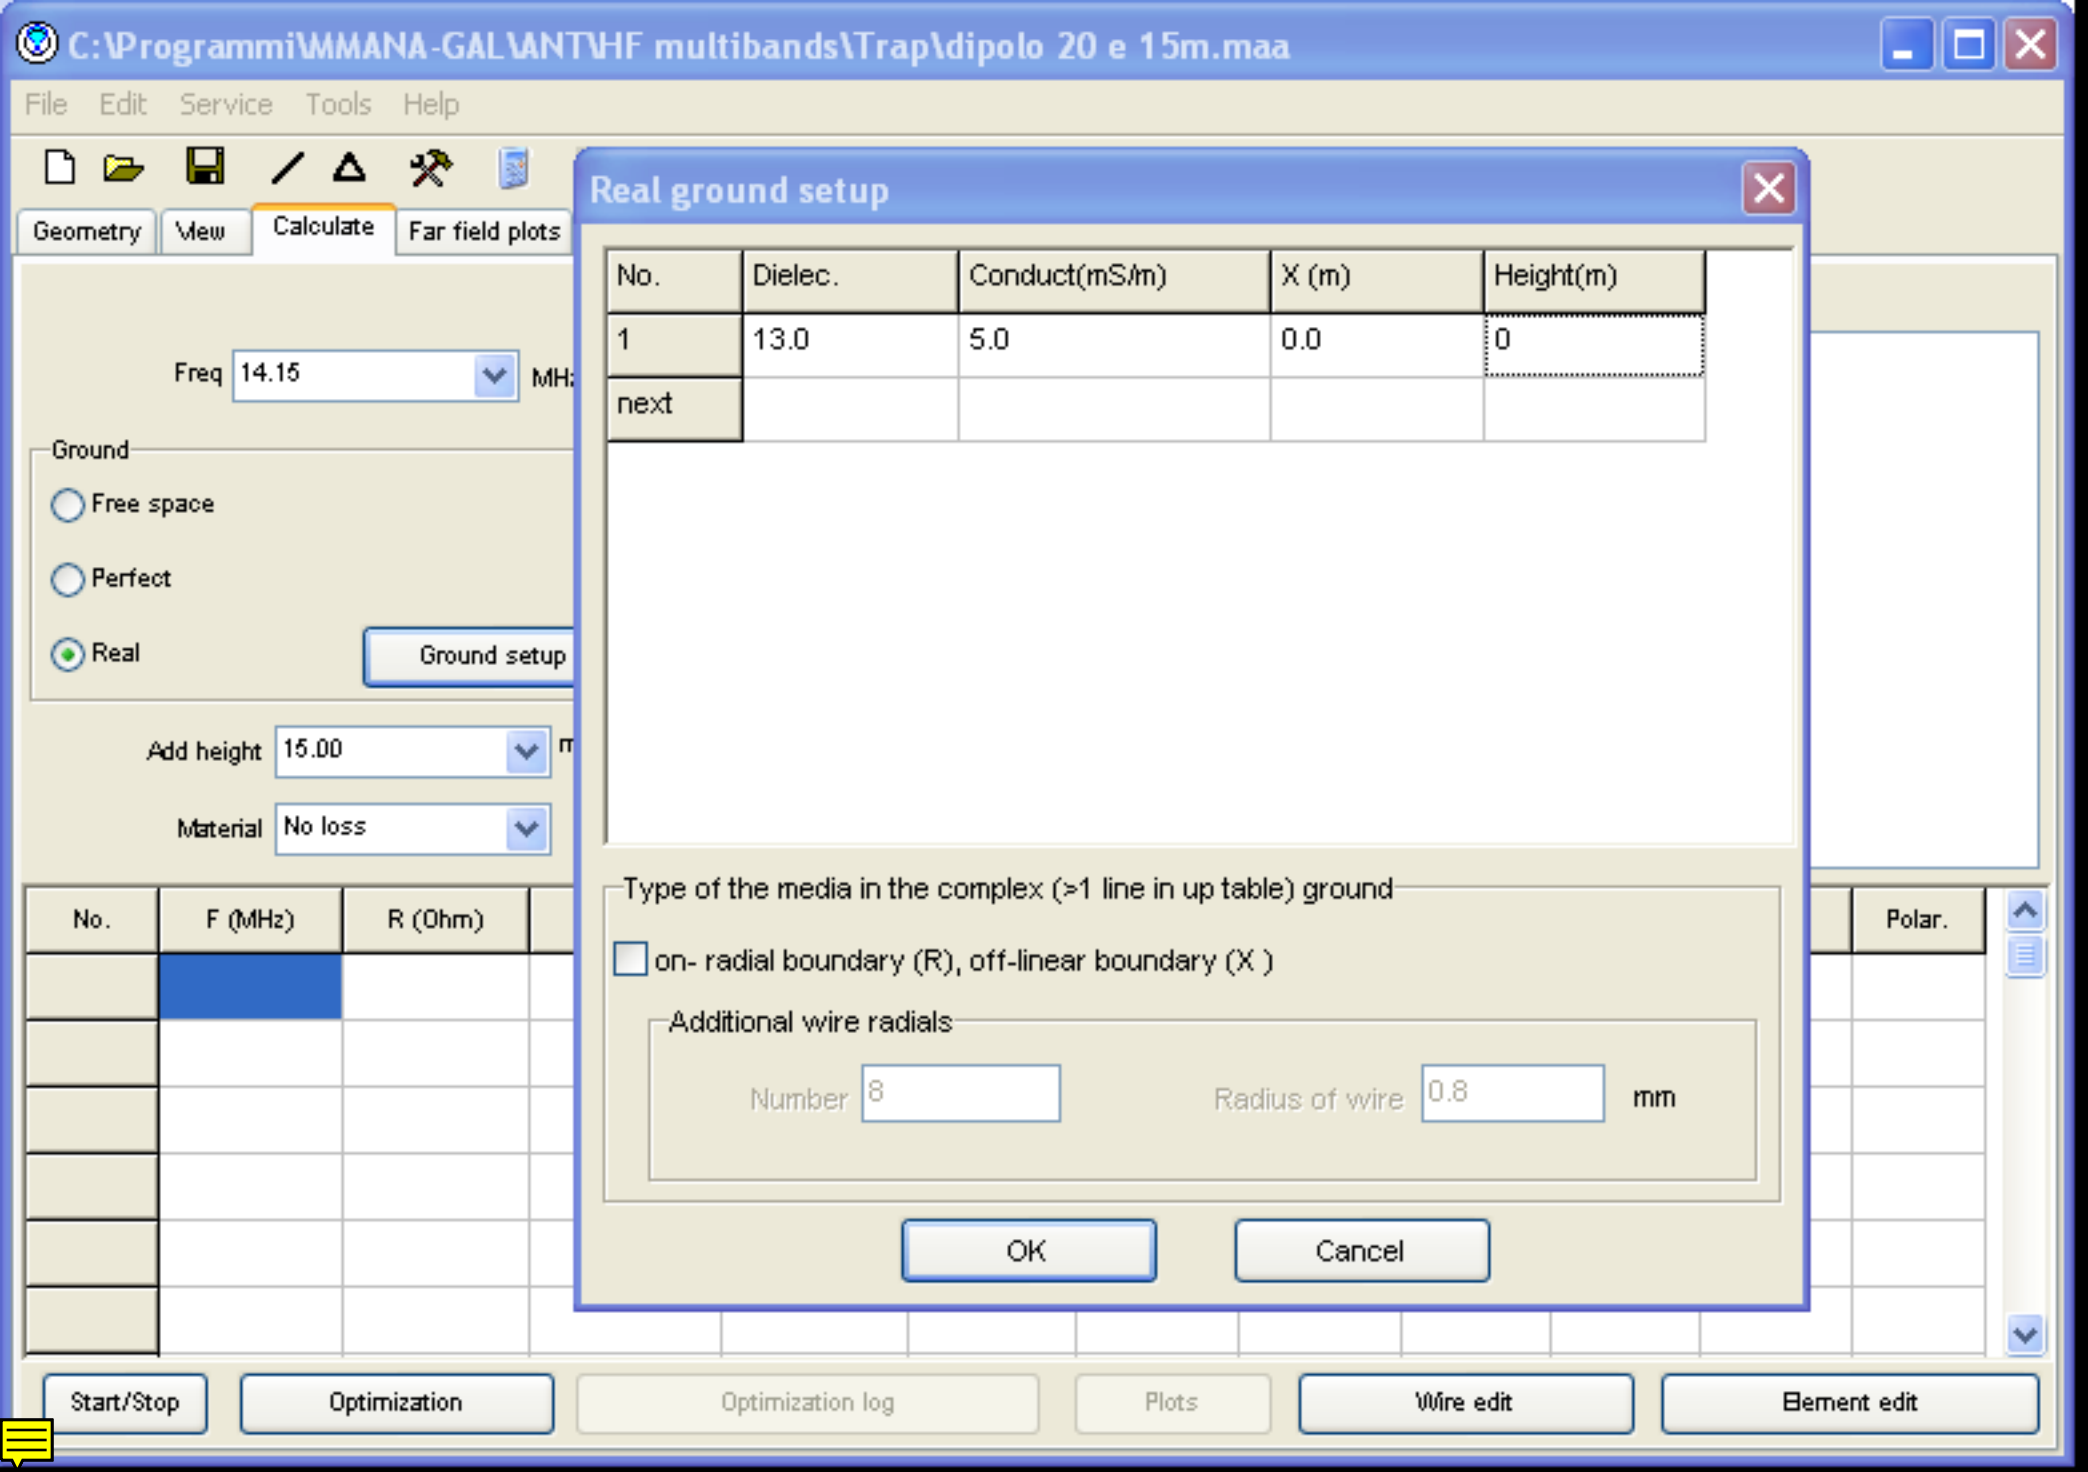 C:\Programmi\MMANA-GAL\ANT\HF multibands\Trap\dipolo 20 e 15m.maa
File Edit Service Tools Help
Geometry View Calculate Far field plots
Freq 14.15
Ground
Free space
Perfect
Real Ground setup
Add height 15.00
Material No loss
No. F (MHz) R (Ohm) Polar.
Real ground setup
No. Dielec. Conduct(mS/m) X (m) Height(m)
1 13.0 5.0 0.0 0
next
Type of the media in the complex (>1 line in up table) ground
on- radial boundary (R), off-linear boundary (X )
Additional wire radials
Number 8 Radius of wire 0.8 mm
OK Cancel
Start/Stop Optimization Optimization log Plots Wire edit Element edit